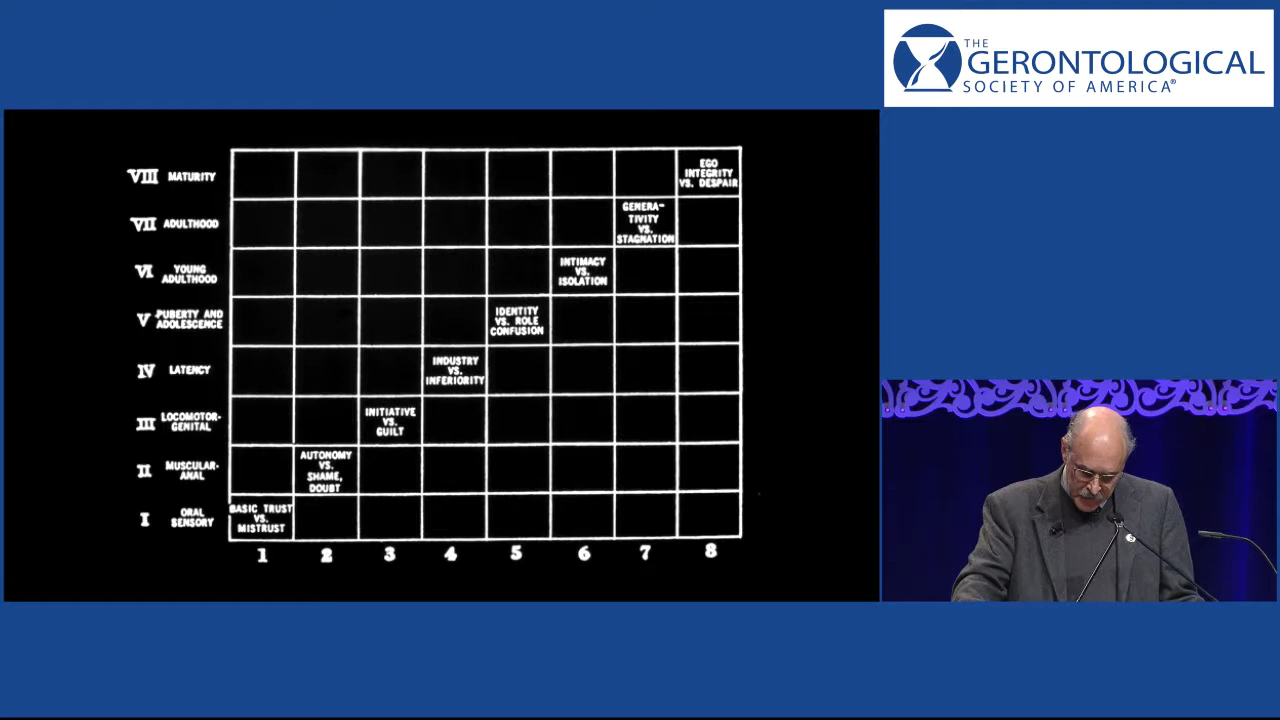 THE
GERONTOLOGICAL
SOCIETY OF AMERICA®
VIII MATURITY
EGO
INTEGRITY
VS. DESPAIR
VII ADULTHOOD
GENERA-
TIVITY
VS.
STAGNATION
VI YOUNG
ADULTHOOD
INTIMACY
VS.
ISOLATION
V PUBERTY AND
ADOLESCENCE
IDENTITY
VS. ROLE
CONFUSION
IV LATENCY
INDUSTRY
VS.
INFERIORITY
III LOCOMOTOR-
GENITAL
INITIATIVE
VS.
GUILT
II MUSCULAR-
ANAL
AUTONOMY
VS.
SHAME,
DOUBT
I ORAL
SENSORY
BASIC TRUST
VS.
MISTRUST
1 2 3 4 5 6 7 8